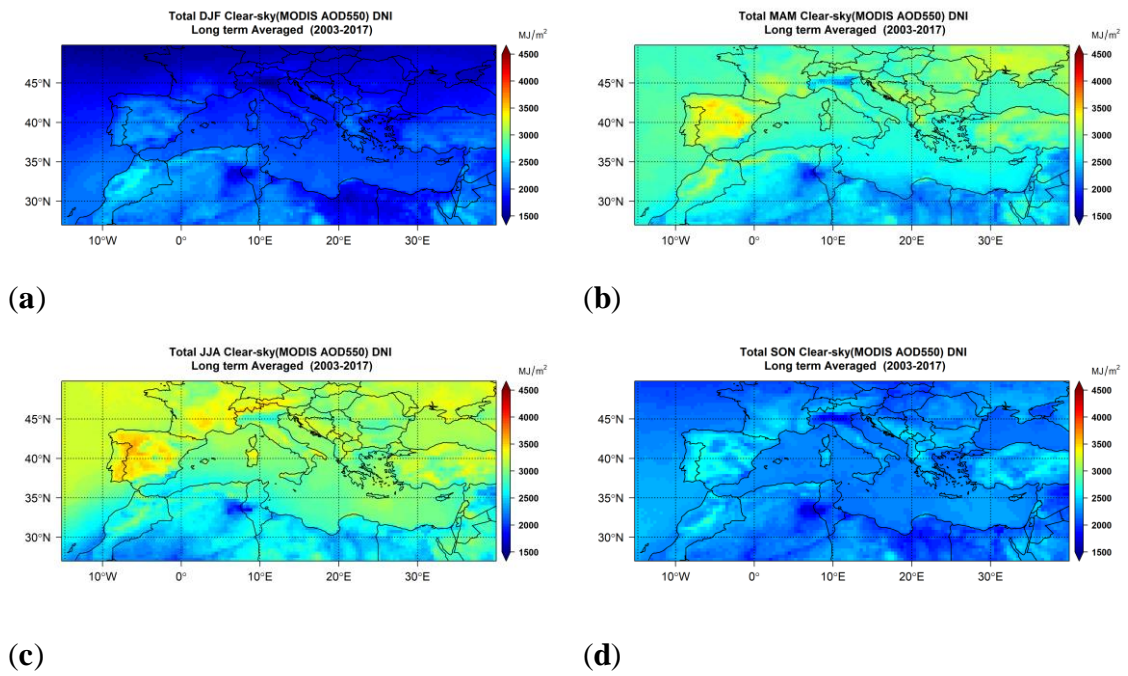 Total DJF Clear-sky(MODIS AOD550) DNI
Long term Averaged (2003-2017)
MJ/m²
45°N
40°N
35°N
30°N
10°W
0°
10°E
20°E
30°E
4500
4000
3500
3000
2500
2000
1500
(a)
Total MAM Clear-sky(MODIS AOD550) DNI
Long term Averaged (2003-2017)
MJ/m²
45°N
40°N
35°N
30°N
10°W
0°
10°E
20°E
30°E
4500
4000
3500
3000
2500
2000
1500
(b)
Total JJA Clear-sky(MODIS AOD550) DNI
Long term Averaged (2003-2017)
MJ/m²
45°N
40°N
35°N
30°N
10°W
0°
10°E
20°E
30°E
4500
4000
3500
3000
2500
2000
1500
(c)
Total SON Clear-sky(MODIS AOD550) DNI
Long term Averaged (2003-2017)
MJ/m²
45°N
40°N
35°N
30°N
10°W
0°
10°E
20°E
30°E
4500
4000
3500
3000
2500
2000
1500
(d)